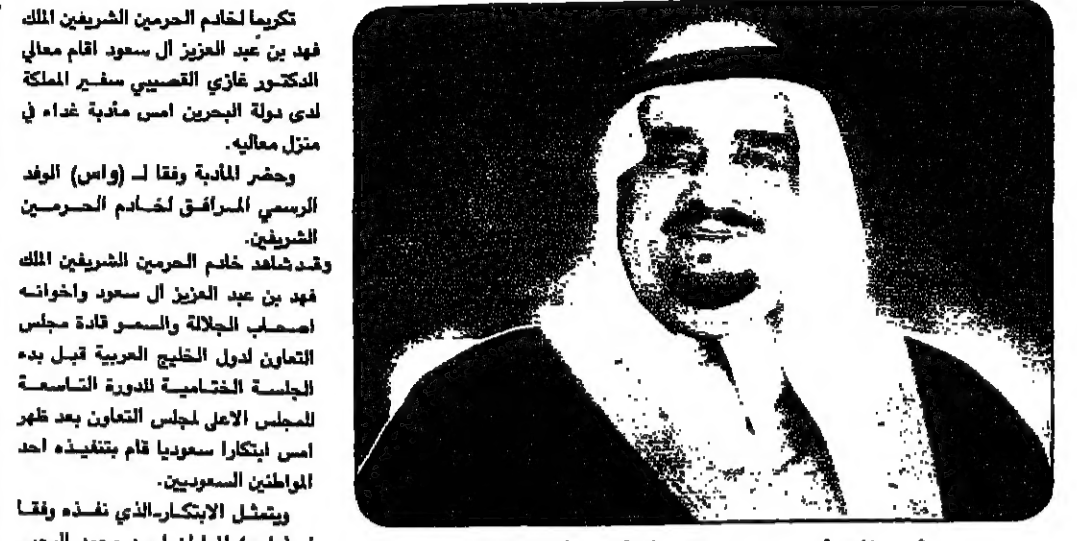 تكريما لخادم الحرمين الشريفين الملك
فهد بن عبد العزيز آل سعود اقام معالي
الدكتور غازي القصيبي سفير المملكة
لدى دولة البحرين امس مأدبة غداء في
منزل معاليه.
وحضر المأدبة وفقا لـ (واس) الوفد
الرسمي المرافق لخادم الحرمين
الشريفين.
وقد شاهد خادم الحرمين الشريفين الملك
فهد بن عبد العزيز آل سعود واخوانه
اصحاب الجلالة والسمو قادة مجلس
التعاون لدول الخليج العربية قبل بدء
الجلسة الختامية للدورة التاسعة
للمجلس الاعلى لمجلس التعاون بعد ظهر
امس ابتكارا سعوديا قام بتنفيذه احد
المواطنين السعوديين.
ويتمثل الابتكار-الذي نفذه وفقا